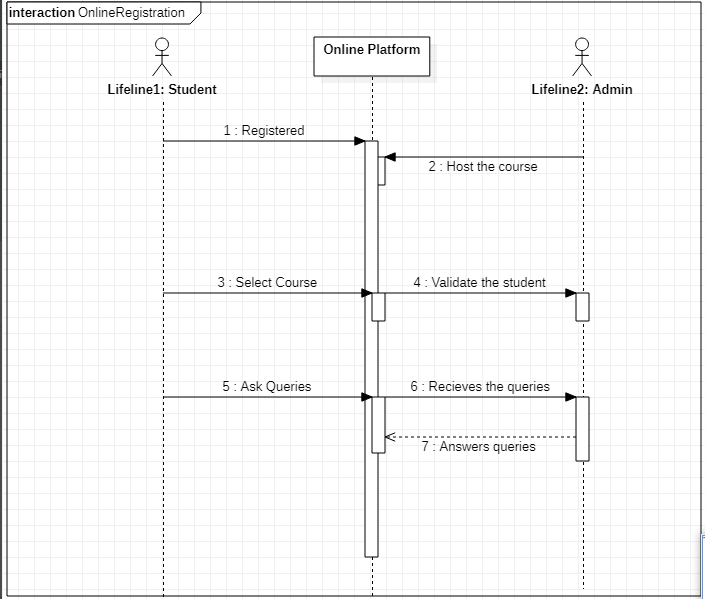 interaction OnlineRegistration
Online Platform
Lifeline1: Student
Lifeline2: Admin
1 : Registered
2 : Host the course
3 : Select Course
4 : Validate the student
5 : Ask Queries
6 : Recieves the queries
7 : Answers queries